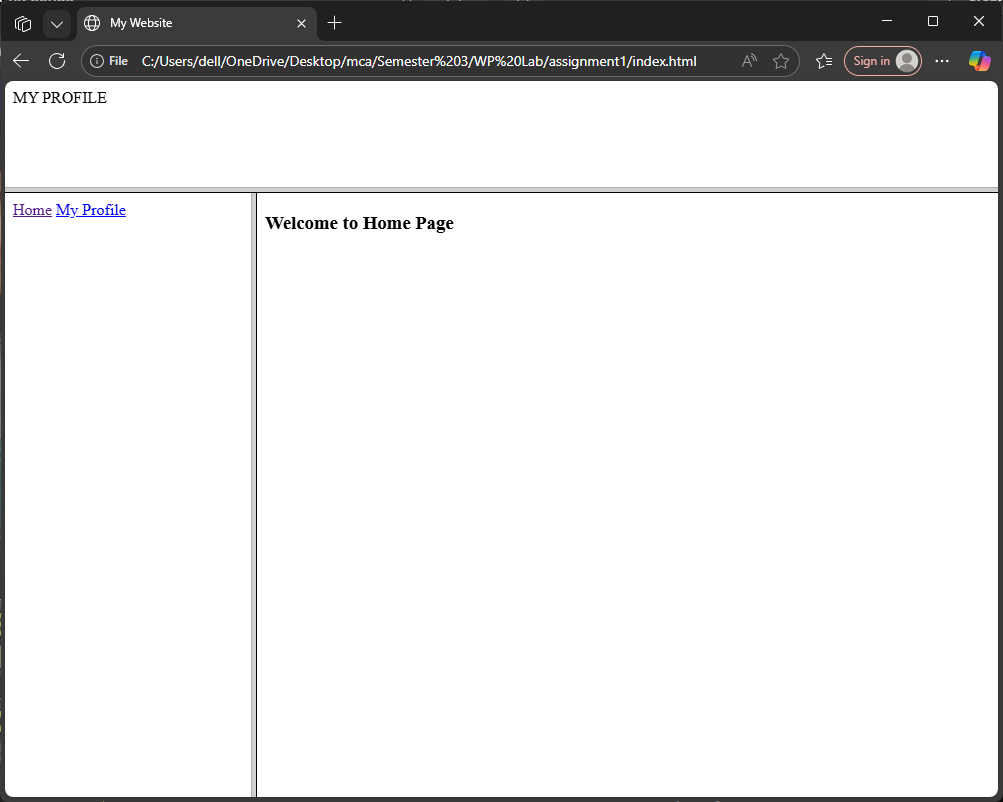 My Website
File C:/Users/dell/OneDrive/Desktop/mca/Semester%203/WP%20Lab/assignment1/index.html
Sign in
MY PROFILE
Home My Profile
Welcome to Home Page